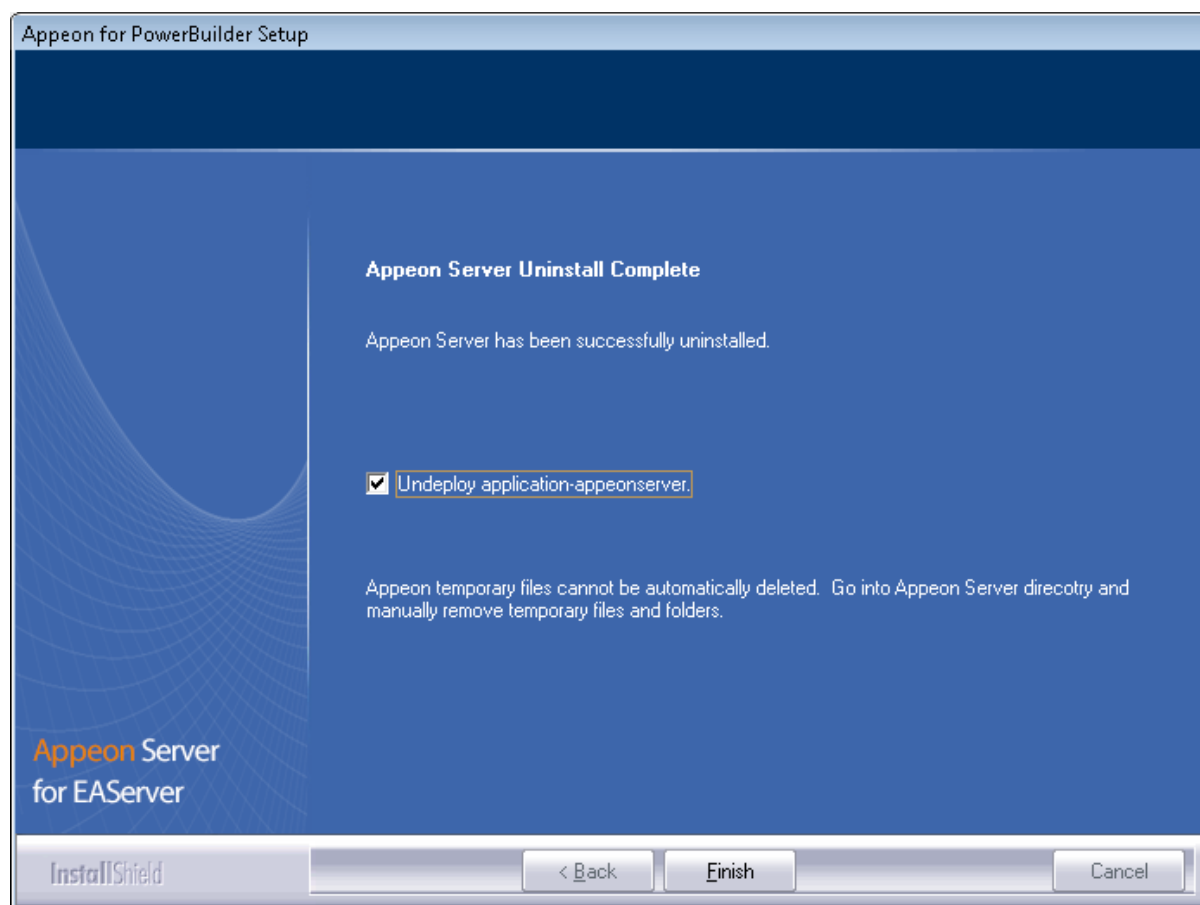 Appeon for PowerBuilder Setup
Appeon Server Uninstall Complete
Appeon Server has been successfully uninstalled.
Undeploy application-appeonserver.
Appeon temporary files cannot be automatically deleted.  Go into Appeon Server direcotry and
manually remove temporary files and folders.
Appeon Server
for EAServer
InstallShield
< Back
Finish
Cancel